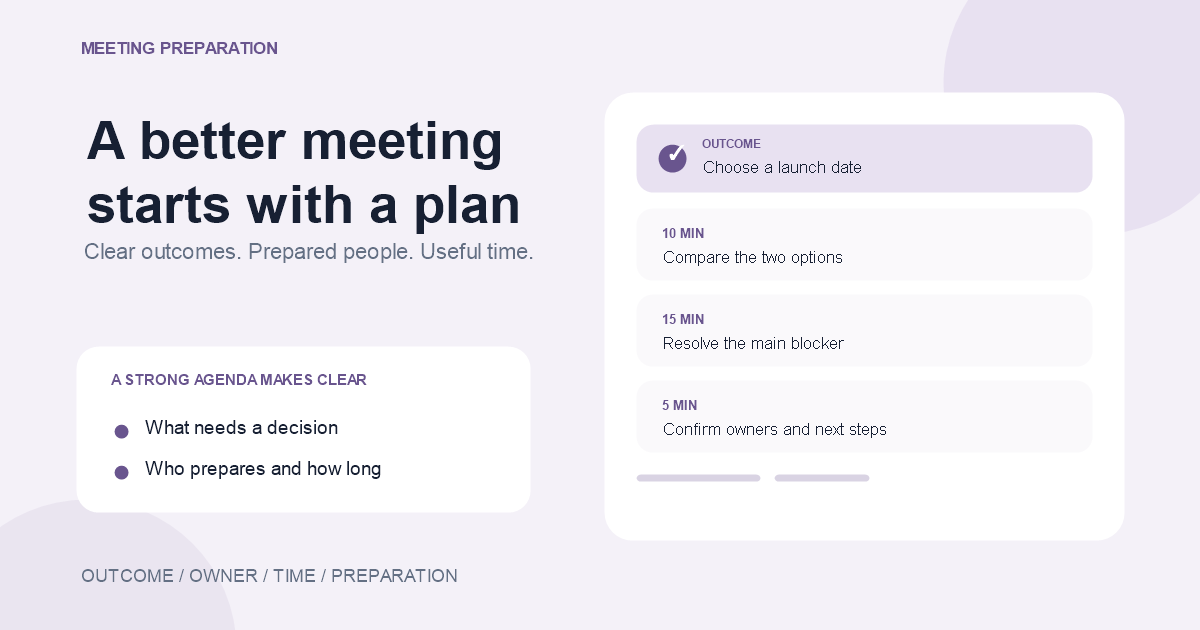 MEETING PREPARATION
A better meeting
starts with a plan
Clear outcomes. Prepared people. Useful time.
A STRONG AGENDA MAKES CLEAR
What needs a decision
Who prepares and how long
OUTCOME / OWNER / TIME / PREPARATION
OUTCOME
Choose a launch date
10 MIN
Compare the two options
15 MIN
Resolve the main blocker
5 MIN
Confirm owners and next steps